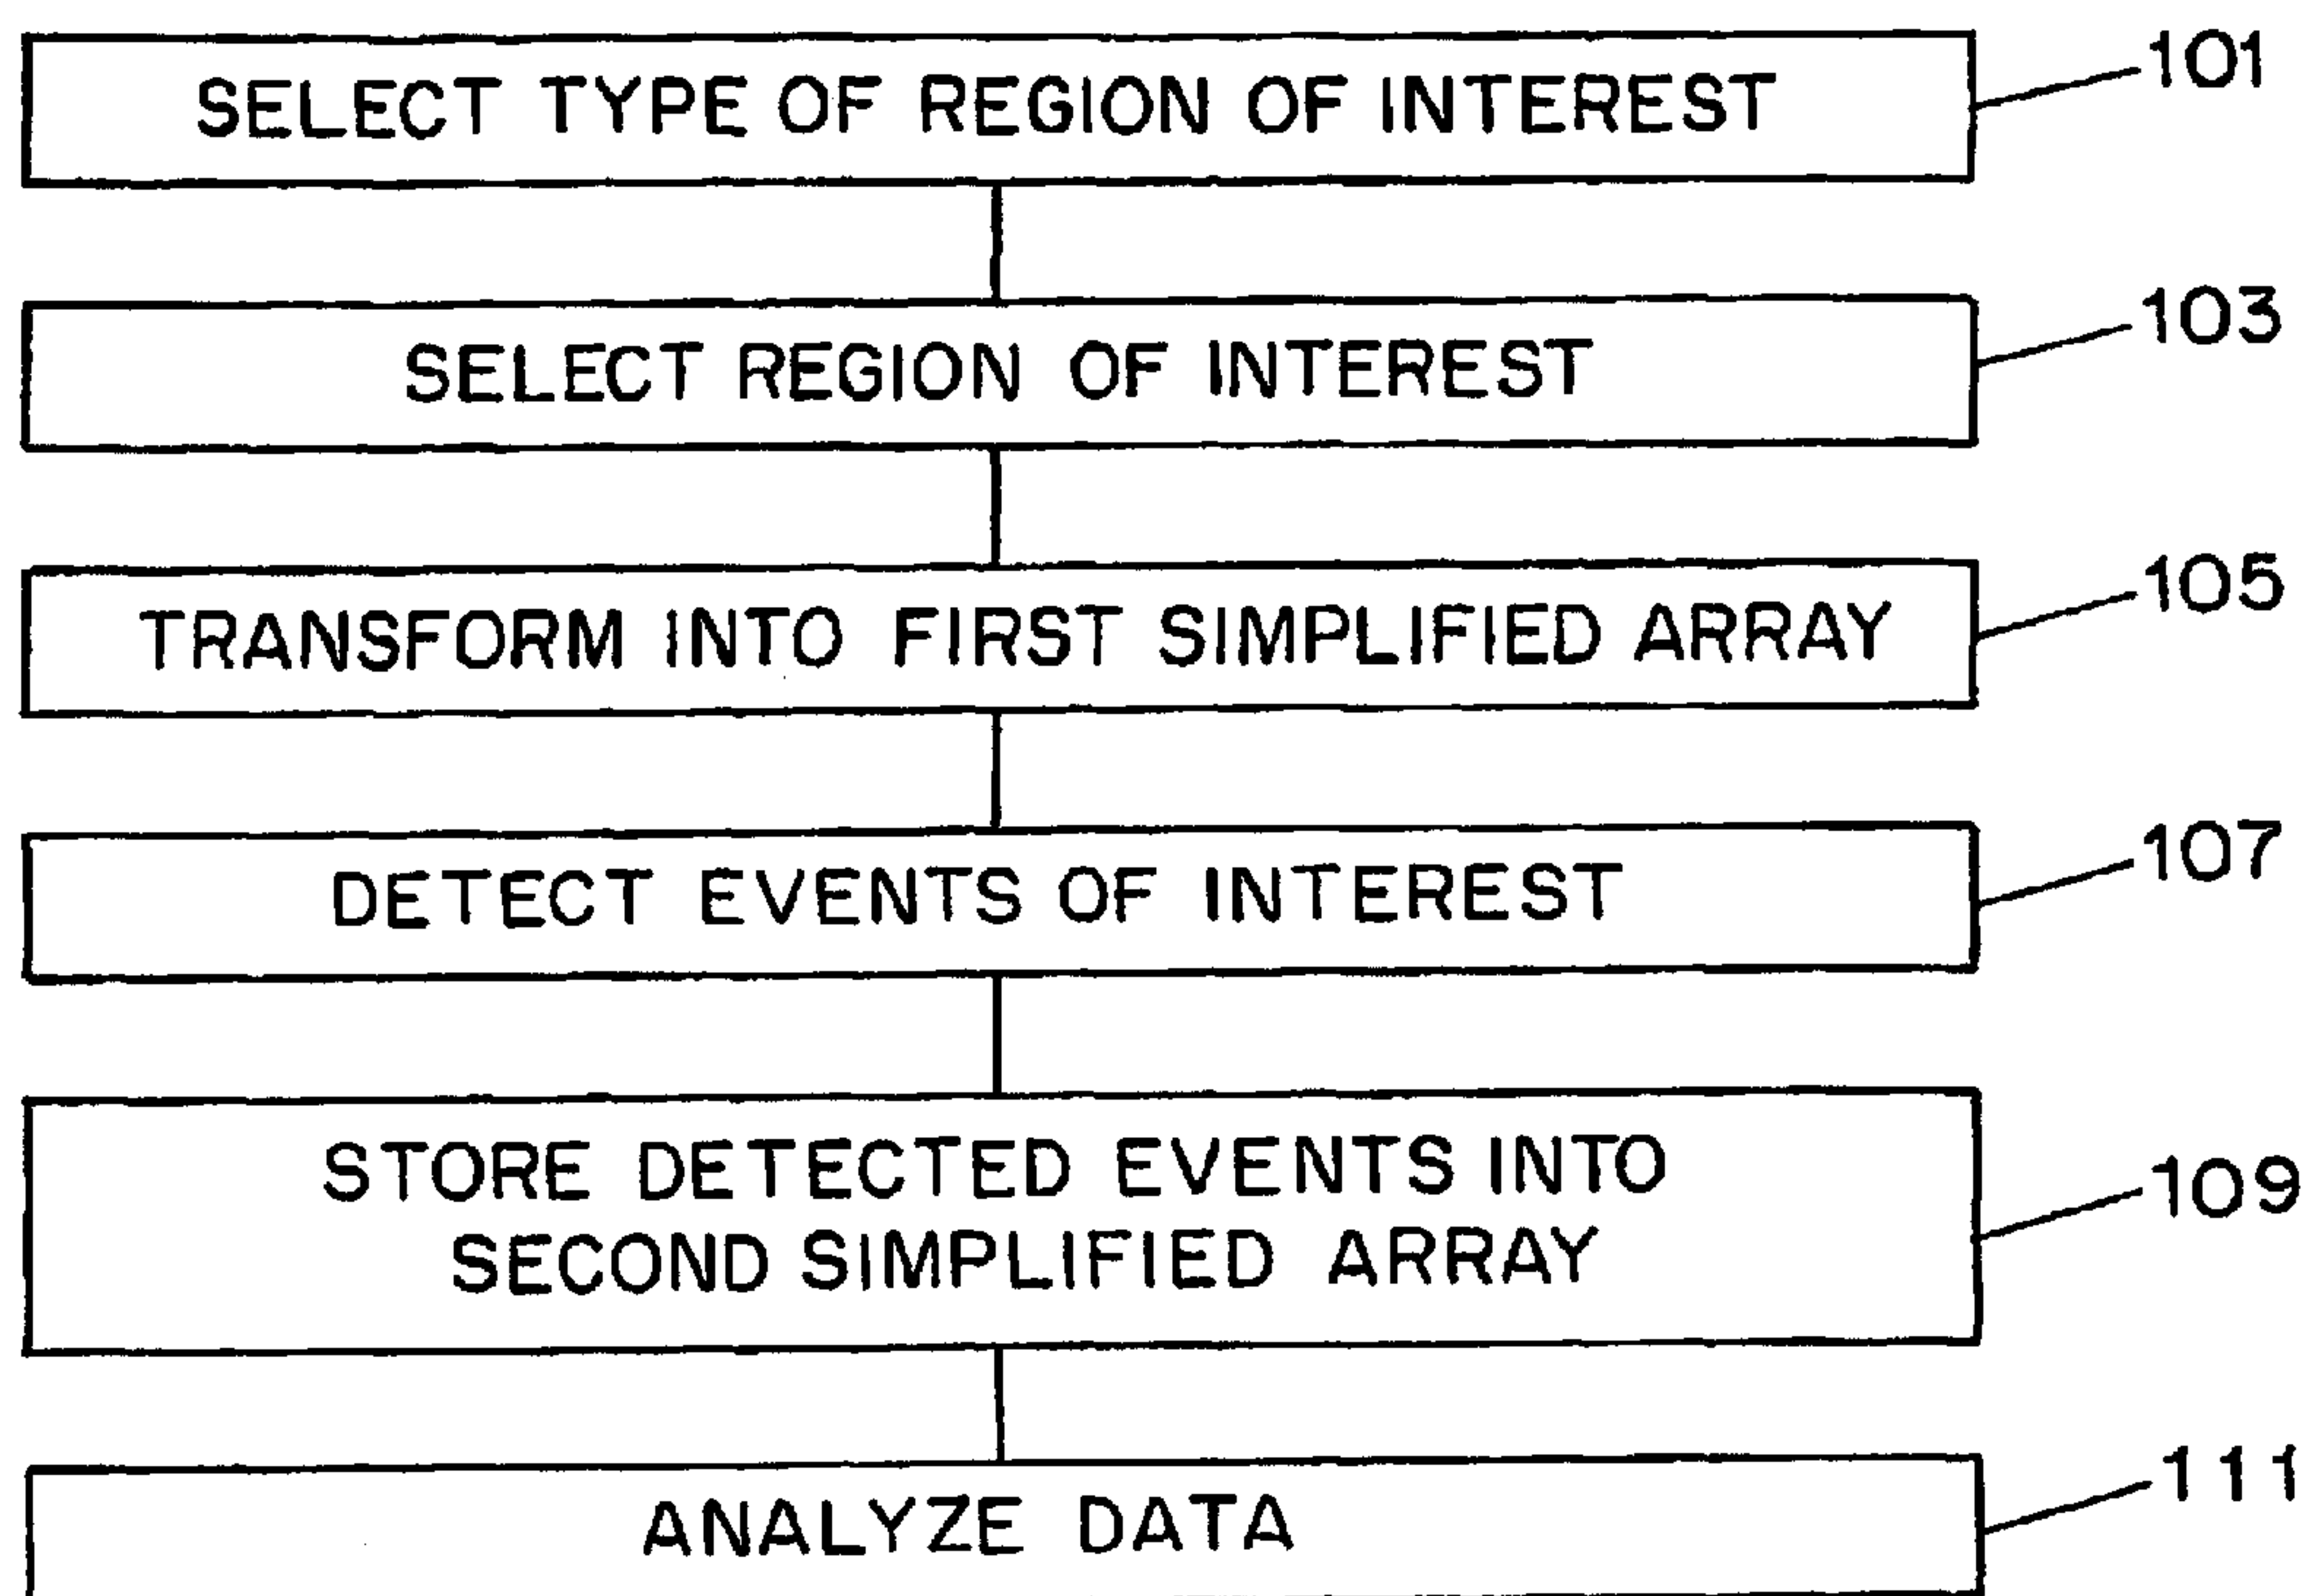 SELECT TYPE OF REGION OF INTEREST 101
SELECT REGION OF INTEREST 103
TRANSFORM INTO FIRST SIMPLIFIED ARRAY 105
DETECT EVENTS OF INTEREST 107
STORE DETECTED EVENTS INTO
SECOND SIMPLIFIED ARRAY
109
ANALYZE DATA 111